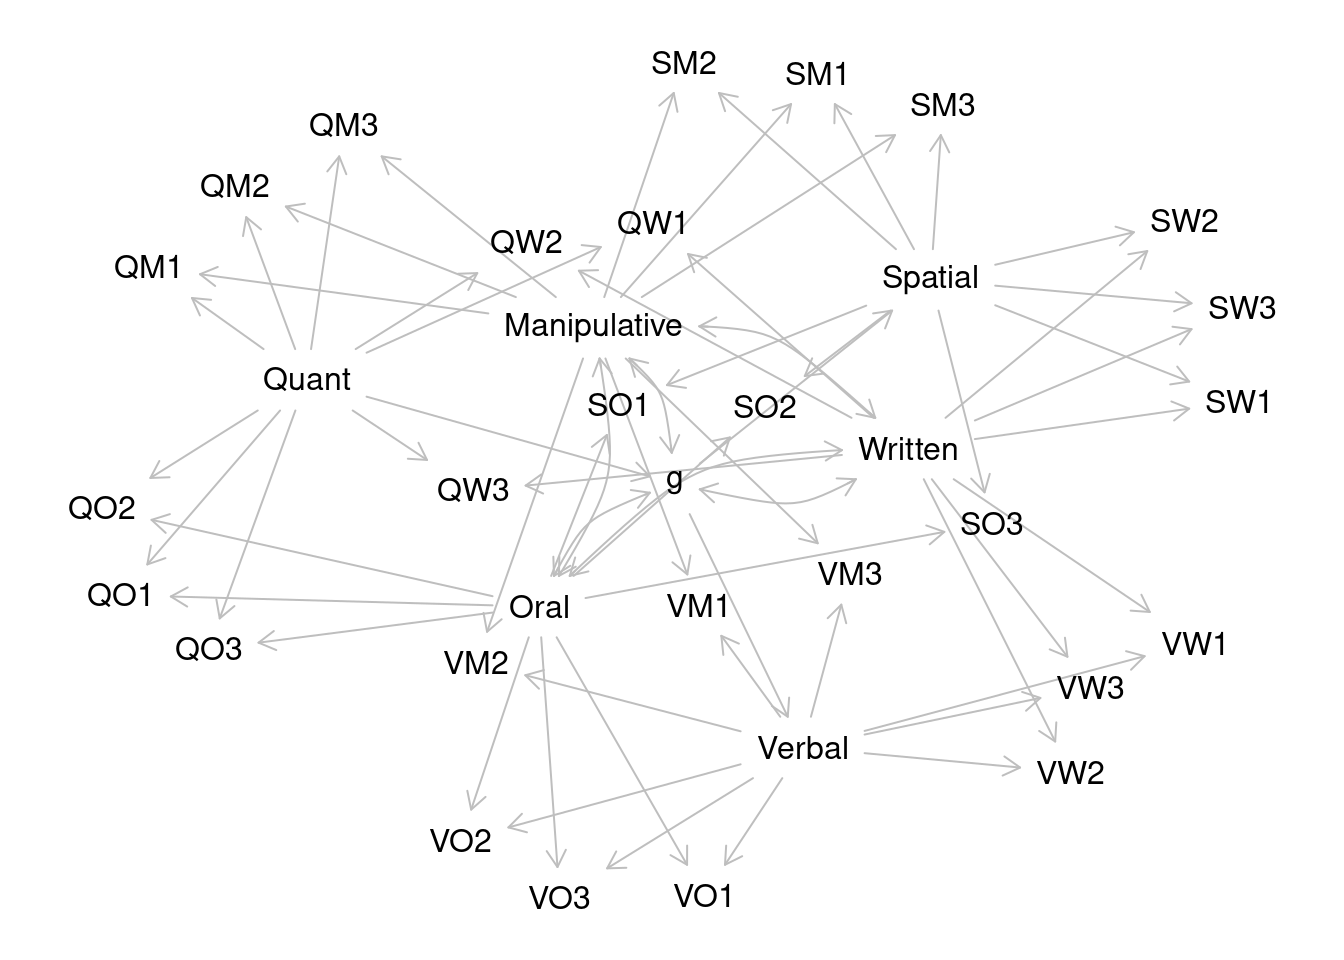 SM2
SM1
SM3
QM3
QM2
QW2
QW1
SW2
QM1
Spatial
SW3
Manipulative
Quant
SO1
SO2
SW1
Written
QW3
g
QO2
SO3
VM3
QO1
Oral
VM1
QO3
VM2
VW1
VW3
Verbal
VW2
VO2
VO3
VO1